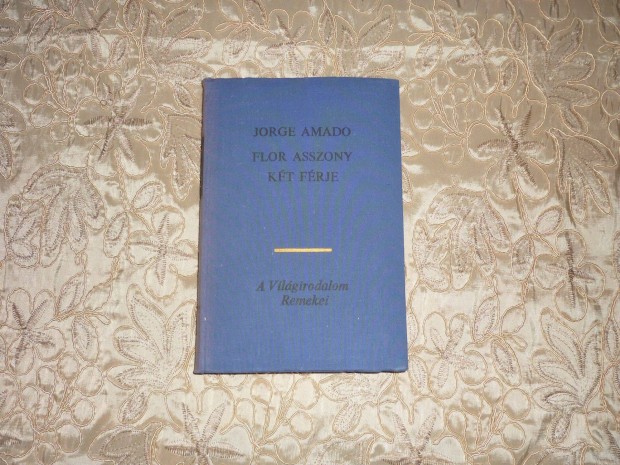 JORGE AMADO
FLOR ASSZONY
KÉT FÉRJE
A Világirodalom
Remekei